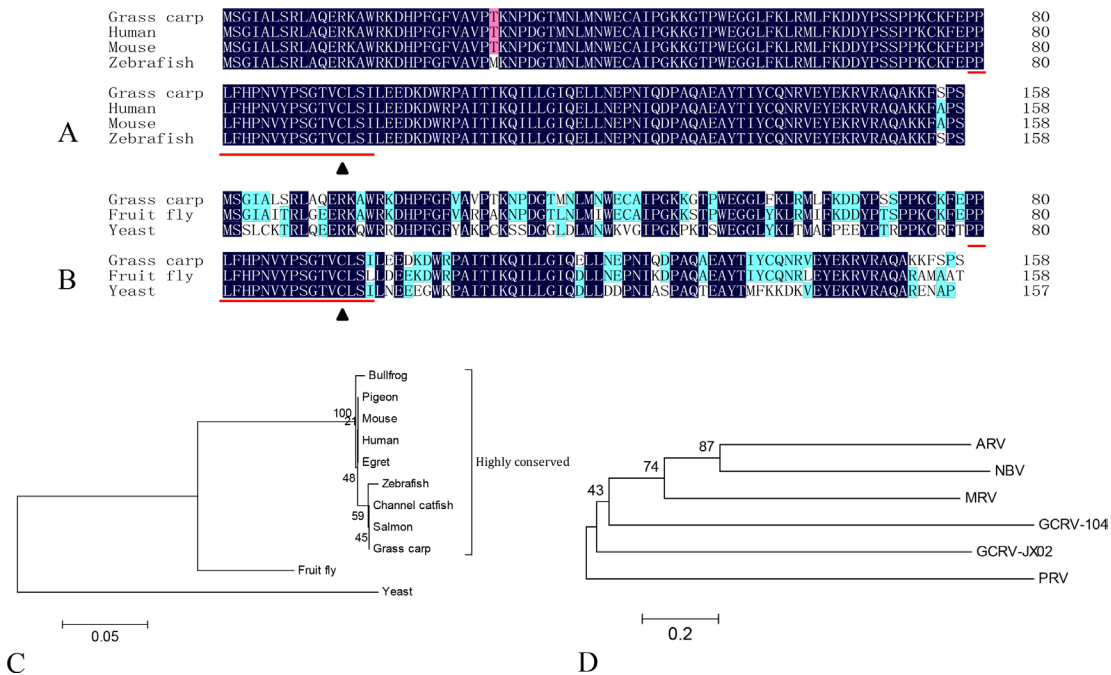 Grass carp MSGIALSRLAQERKAWRKDHPFGFVAVPTKNPDGTMNLMNWECAIPGKKGTPWEGGLFKLRMLFKDDYPSSPPKCKFEPP 80
Human MSGIALSRLAQERKAWRKDHPFGFVAVPTKNPDGTMNLMNWECAIPGKKGTPWEGGLFKLRMLFKDDYPSSPPKCKFEPP 80
Mouse MSGIALSRLAQERKAWRKDHPFGFVAVPTKNPDGTMNLMNWECAIPGKKGTPWEGGLFKLRMLFKDDYPSSPPKCKFEPP 80
Zebrafish MSGIALSRLAQERKAWRKDHPFGFVAVPMKNPDGTMNLMNWECAIPGKKGTPWEGGLFKLRMLFKDDYPSSPPKCKFEPP 80
Grass carp LFHPNVYPSGTVCLSILEEDKDWRPAITIKQILLGIQELLNEPNIQDPAQAEAYTIYCQNRVEYEKRVRAQAKKFSPS 158
Human LFHPNVYPSGTVCLSILEEDKDWRPAITIKQILLGIQELLNEPNIQDPAQAEAYTIYCQNRVEYEKRVRAQAKKFAPS 158
Mouse LFHPNVYPSGTVCLSILEEDKDWRPAITIKQILLGIQELLNEPNIQDPAQAEAYTIYCQNRVEYEKRVRAQAKKFAPS 158
Zebrafish LFHPNVYPSGTVCLSILEEDKDWRPAITIKQILLGIQELLNEPNIQDPAQAEAYTIYCQNRVEYEKRVRAQAKKFSPS 158
A
Grass carp MSGIALSRLAQERKAWRKDHPFGFVAVPTKNPDGTMNLMNWECAIPGKKGTPWEGGLFKLRMLFKDDYPSSPPKCKFEPP 80
Fruit fly MSGIAITRLGEERKAWRKDHPFGFVARPAKNPDGTLNLMIWECAIPGKKSTPWEGGLYKLRMIFKDDYPTSPPKCKFEPP 80
Yeast MSSLCKTRLQEERKQWRRDHPFGFYAKPCKSSDGGLDLMNWKVGIPGKPKTSWEGGLYKLTMAFPEEYPTRPPKCRFTPP 80
Grass carp LFHPNVYPSGTVCLSILEEDKDWRPAITIKQILLGIQELLNEPNIQDPAQAEAYTIYCQNRVEYEKRVRAQAKKFSPS 158
Fruit fly LFHPNVYPSGTVCLSLLDEEKDWRPAITIKQILLGIQDLLNEPNIKDPAQAEAYTIYCQNRLEYEKRVRAQARAMAAT 158
Yeast LFHPNVYPSGTVCLSILNEEEGWKPAITIKQILLGIQDLLDDPNIASPAQTEAYTMFKKDKVEYEKRVRAQARENAP 157
B
Bullfrog
Pigeon
100
21
Mouse
Human
Egret
Highly conserved
48
Zebrafish
Channel catfish
59
Salmon
45
Grass carp
Fruit fly
Yeast
0.05
C
ARV
87
NBV
74
MRV
43
GCRV-104
GCRV-JX02
PRV
0.2
D